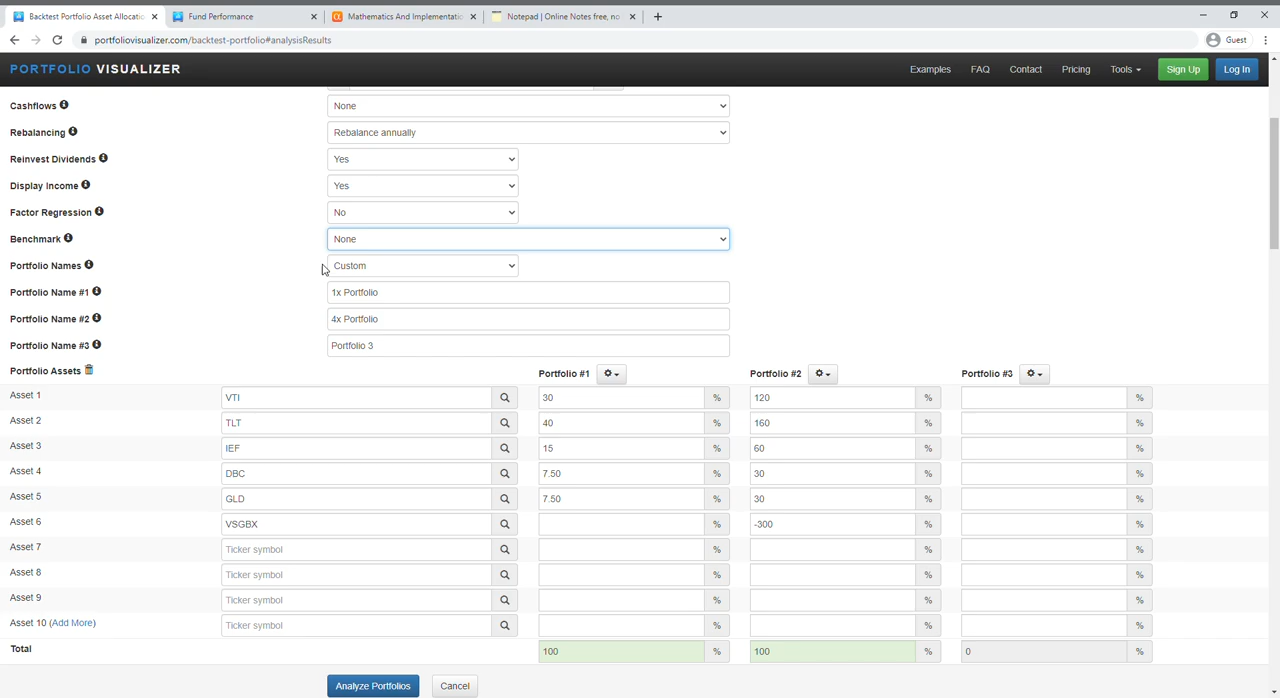 Backtest Portfolio Asset Allocatio
Fund Performance
Mathematics And Implementatio
Notepad | Online Notes free, no
portfoliovisualizer.com/backtest-portfolio#analysisResults
Guest
PORTFOLIO VISUALIZER
Examples FAQ Contact Pricing Tools Sign Up Log In
Cashflows None
Rebalancing Rebalance annually
Reinvest Dividends Yes
Display Income Yes
Factor Regression No
Benchmark None
Portfolio Names Custom
Portfolio Name #1 1x Portfolio
Portfolio Name #2 4x Portfolio
Portfolio Name #3 Portfolio 3
Portfolio Assets Portfolio #1 Portfolio #2 Portfolio #3
Asset 1 VTI 30 % 120 % %
Asset 2 TLT 40 % 160 % %
Asset 3 IEF 15 % 60 % %
Asset 4 DBC 7.50 % 30 % %
Asset 5 GLD 7.50 % 30 % %
Asset 6 VSGBX % -300 % %
Asset 7 Ticker symbol % % %
Asset 8 Ticker symbol % % %
Asset 9 Ticker symbol % % %
Asset 10 (Add More) Ticker symbol % % %
Total 100 % 100 % 0 %
Analyze Portfolios Cancel